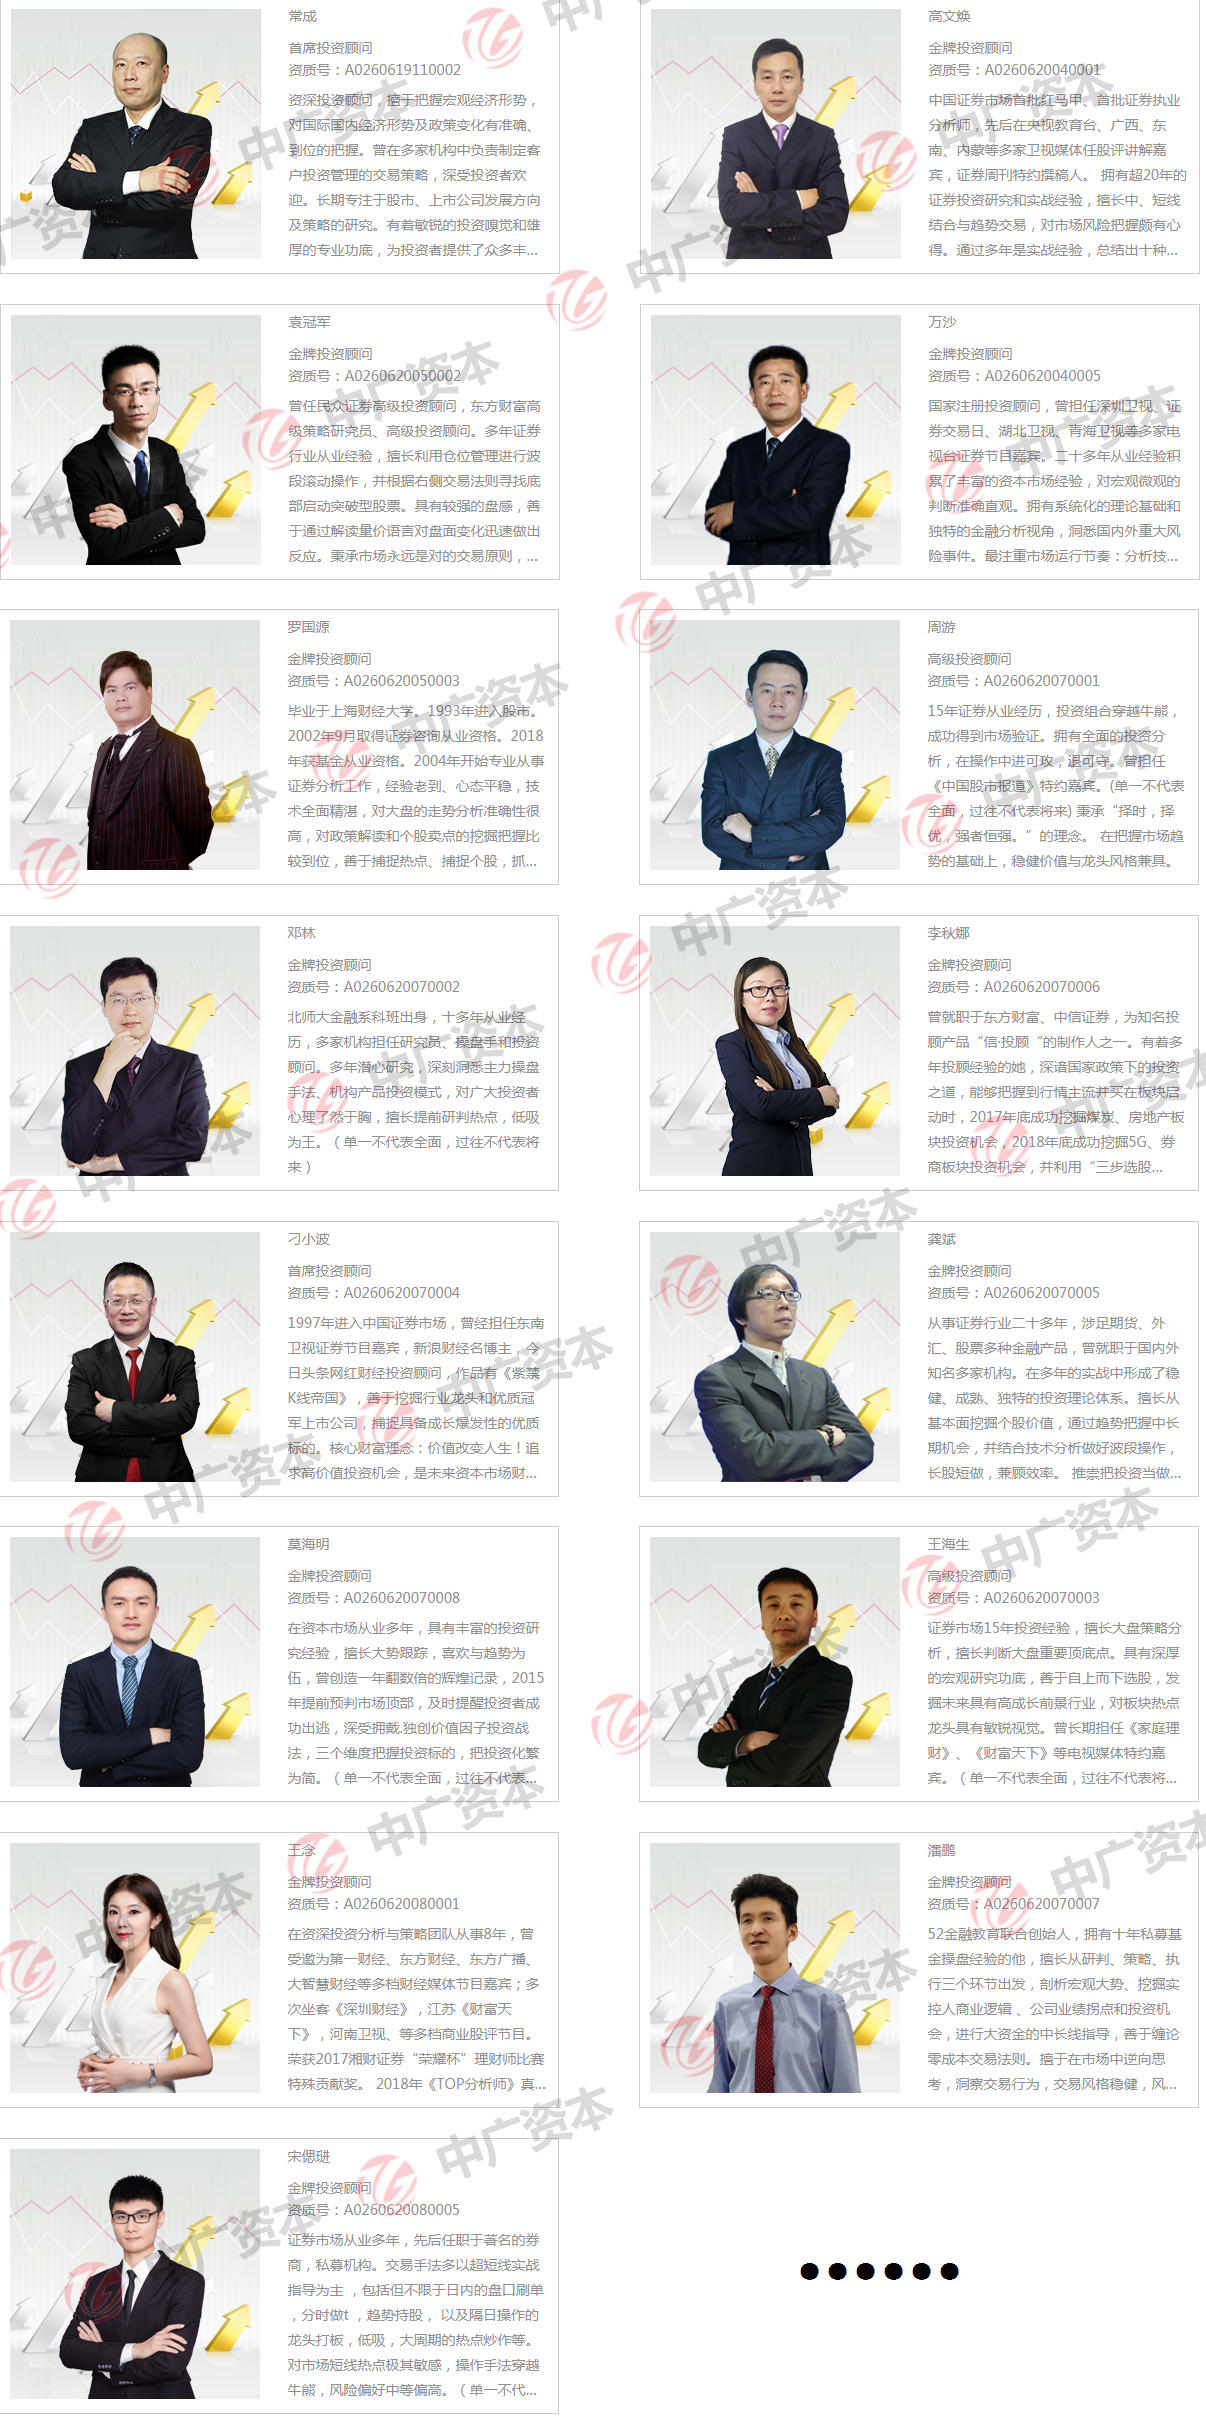 常成
首席投资顾问
资质号：A0260619110002
资深投资顾问，擅于把握宏观经济形势，
对国际国内经济形势及政策变化有准确、
到位的把握。曾在多家机构中负责制定客
户投资管理的交易策略，深受投资者欢
迎。长期专注于股市、上市公司发展方向
及策略的研究。有着敏锐的投资嗅觉和雄
厚的专业功底，为投资者提供了众多丰...
高文焕
金牌投资顾问
资质号：A0260620040001
中国证券市场首批红马甲、首批证券执业
分析师，先后在央视教育台、广西、东
南、内蒙等多家卫视媒体任股评讲解嘉
宾，证券周刊特约撰稿人。 拥有超20年的
证券投资研究和实战经验，擅长中、短线
结合与趋势交易，对市场风险把握颇有心
得。通过多年是实战经验，总结出十种...
袁冠军
金牌投资顾问
资质号：A0260620050002
曾任民众证券高级投资顾问，东方财富高
级策略研究员、高级投资顾问。多年证券
行业从业经验，擅长利用仓位管理进行波
段滚动操作，并根据右侧交易法则寻找底
部启动突破型股票。具有较强的盘感，善
于通过解读量价语言对盘面变化迅速做出
反应。秉承市场永远是对的交易原则，...
万沙
金牌投资顾问
资质号：A0260620040005
国家注册投资顾问，曾担任深圳卫视、证
券交易日、湖北卫视、青海卫视等多家电
视台证券节目嘉宾。二十多年从业经验积
累了丰富的资本市场经验，对宏观微观的
判断准确直观。拥有系统化的理论基础和
独特的金融分析视角，洞悉国内外重大风
险事件。最注重市场运行节奏：分析技...
罗国源
金牌投资顾问
资质号：A0260620050003
毕业于上海财经大学。1993年进入股市。
2002年9月取得证券咨询从业资格。2018
年获基金从业资格。2004年开始专业从事
证券分析工作，经验老到、心态平稳，技
术全面精湛，对大盘的走势分析准确性很
高，对政策解读和个股卖点的挖掘把握比
较到位，善于捕捉热点、捕捉个股，抓...
周游
高级投资顾问
资质号：A0260620070001
15年证券从业经历，投资组合穿越牛熊，
成功得到市场验证。拥有全面的投资分
析，在操作中进可攻，退可守。曾担任
《中国股市报道》特约嘉宾。(单一不代表
全面，过往不代表将来) 秉承“择时，择
优，强者恒强。”的理念。 在把握市场趋
势的基础上，稳健价值与龙头风格兼具。
邓林
金牌投资顾问
资质号：A0260620070002
北师大金融系科班出身，十多年从业经
历，多家机构担任研究员、操盘手和投资
顾问。多年潜心研究，深刻洞悉主力操盘
手法、机构产品投资模式，对广大投资者
心理了然于胸，擅长提前研判热点，低吸
为王。（单一不代表全面，过往不代表将
来）
李秋娜
金牌投资顾问
资质号：A0260620070006
曾就职于东方财富、中信证券，为知名投
顾产品“信·投顾“的制作人之一。有着多
年投顾经验的她，深谙国家政策下的投资
之道，能够把握到行情主流并买在板块启
动时，2017年底成功挖掘煤炭、房地产板
块投资机会，2018年底成功挖掘5G、券
商板块投资机会，并利用“三步选股...
刁小波
首席投资顾问
资质号：A0260620070004
1997年进入中国证券市场，曾经担任东南
卫视证券节目嘉宾，新浪财经名博主，今
日头条网红财经投资顾问，作品有《紫禁
K线帝国》，善于挖掘行业龙头和优质冠
军上市公司，捕捉具备成长爆发性的优质
标的。核心财富理念：价值改变人生！追
求高价值投资机会，是未来资本市场财...
龚斌
金牌投资顾问
资质号：A0260620070005
从事证券行业二十多年，涉足期货、外
汇、股票多种金融产品，曾就职于国内外
知名多家机构。在多年的实战中形成了稳
健、成熟、独特的投资理论体系。擅长从
基本面挖掘个股价值，通过趋势把握中长
期机会，并结合技术分析做好波段操作，
长股短做，兼顾效率。 推崇把投资当做...
莫海明
金牌投资顾问
资质号：A0260620070008
在资本市场从业多年，具有丰富的投资研
究经验，擅长大势跟踪，喜欢与趋势为
伍，曾创造一年翻数倍的辉煌记录，2015
年提前预判市场顶部，及时提醒投资者成
功出逃，深受拥戴.独创价值因子投资战
法，三个维度把握投资标的，把投资化繁
为简。（单一不代表全面，过往不代表...
王海生
高级投资顾问
资质号：A0260620070003
证券市场15年投资经验，擅长大盘策略分
析，擅长判断大盘重要顶底点。具有深厚
的宏观研究功底，善于自上而下选股，发
掘未来具有高成长前景行业，对板块热点
龙头具有敏锐视觉。曾长期担任《家庭理
财》、《财富天下》等电视媒体特约嘉
宾。（单一不代表全面，过往不代表将...
王念
金牌投资顾问
资质号：A0260620080001
在资深投资分析与策略团队从事8年，曾
受邀为第一财经、东方财经、东方广播、
大智慧财经等多档财经媒体节目嘉宾；多
次坐客《深圳财经》，江苏《财富天
下》，河南卫视、等多档商业股评节目。
荣获2017湘财证券“荣耀杯”理财师比赛
特殊贡献奖。 2018年《TOP分析师》真...
潘鹏
金牌投资顾问
资质号：A0260620070007
52金融教育联合创始人，拥有十年私募基
金操盘经验的他，擅长从研判、策略、执
行三个环节出发，剖析宏观大势、挖掘实
控人商业逻辑 、公司业绩拐点和投资机
会，进行大资金的中长线指导，善于缠论
零成本交易法则。擅于在市场中逆向思
考，洞察交易行为，交易风格稳健，风...
宋偲琎
金牌投资顾问
资质号：A0260620080005
证券市场从业多年，先后任职于著名的券
商，私募机构。交易手法多以超短线实战
指导为主 ，包括但不限于日内的盘口刷单
，分时做t ，趋势持股， 以及隔日操作的
龙头打板，低吸，大周期的热点炒作等。
对市场短线热点极其敏感，操作手法穿越
牛熊，风险偏好中等偏高。（单一不代...
●●●●●●
中广资本